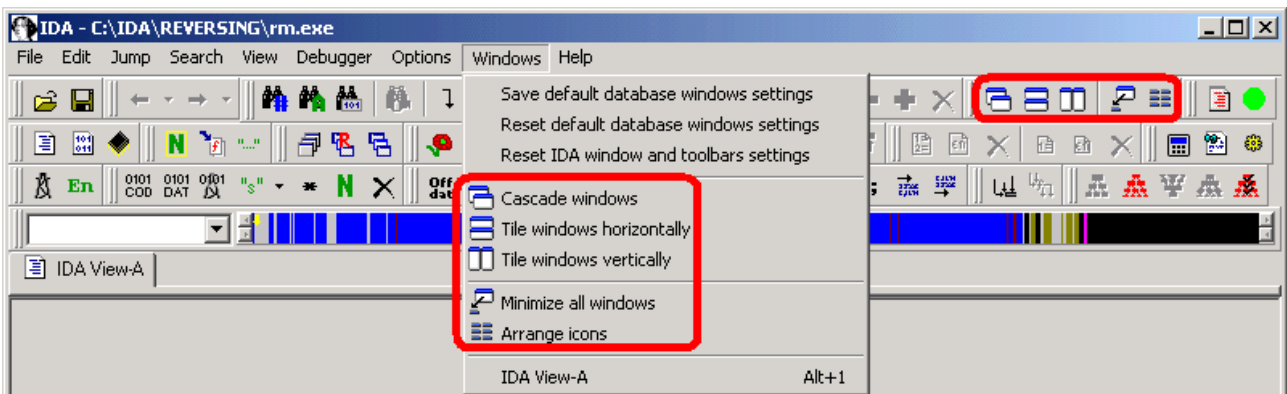 IDA - C:\IDA\REVERSING\rm.exe
File Edit Jump Search View Debugger Options Windows Help
Save default database windows settings
Reset default database windows settings
Reset IDA window and toolbars settings
En
0101 COD
0101 DAT
"s"
N
N
Off
dat
Cascade windows
Tile windows horizontally
Tile windows vertically
IDA View-A
Minimize all windows
Arrange icons
IDA View-A Alt+1